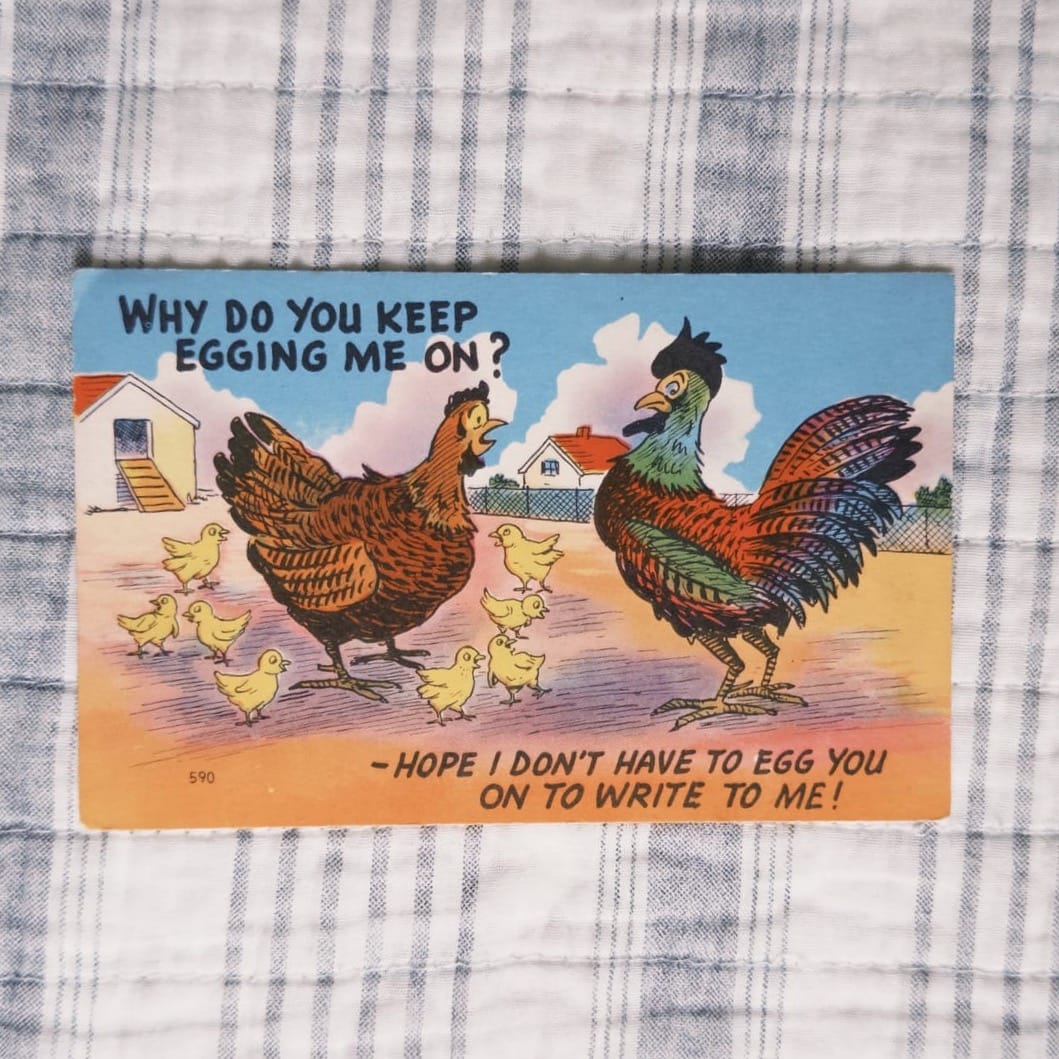 WHY DO YOU KEEP
EGGING ME ON?
-HOPE I DON'T HAVE TO EGG YOU
ON TO WRITE TO ME!
590